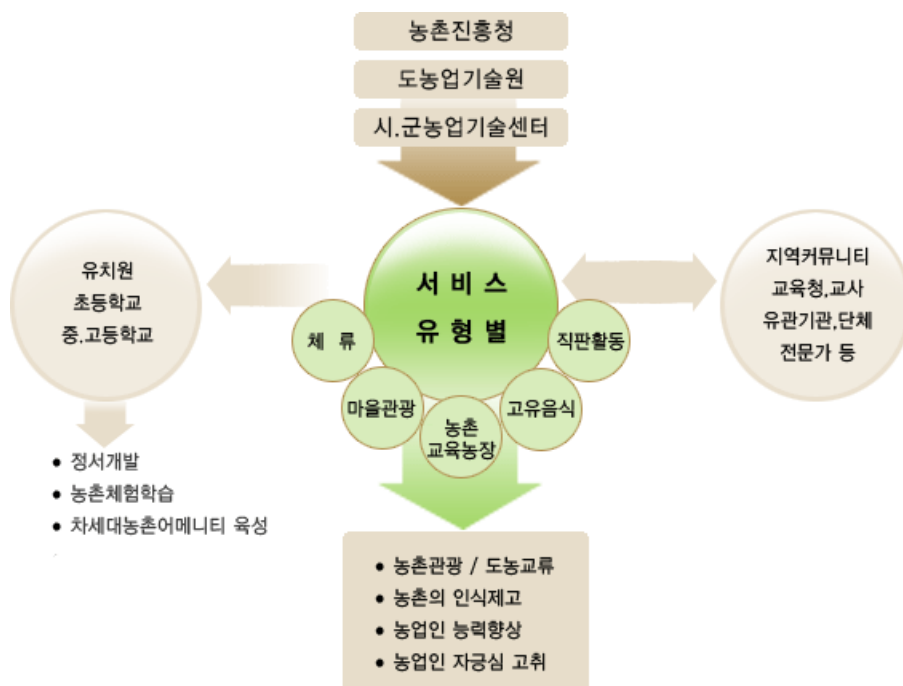 농촌진흥청
도농업기술원
시.군농업기술센터
유치원
초등학교
중.고등학교
서비스
유형별
지역커뮤니티
교육청,교사
유관기관,단체
전문가 등
체 류
마을관광
농촌
교육농장
고유음식
직판활동
● 정서개발
● 농촌체험학습
● 차세대농촌어메니티 육성
● 농촌관광 / 도농교류
● 농촌의 인식제고
● 농업인 능력향상
● 농업인 자긍심 고취